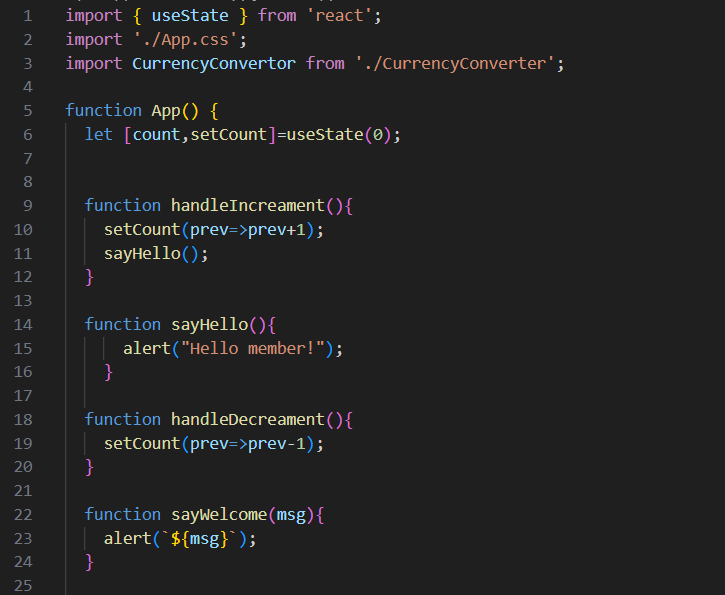 1 import { useState } from 'react';
2 import './App.css';
3 import CurrencyConvertor from './CurrencyConverter';
4
5 function App() {
6 let [count,setCount]=useState(0);
7
8
9 function handleIncreament(){
10 setCount(prev=>prev+1);
11 sayHello();
12 }
13
14 function sayHello(){
15 alert("Hello member!");
16 }
17
18 function handleDecreament(){
19 setCount(prev=>prev-1);
20 }
21
22 function sayWelcome(msg){
23 alert(`${msg}`);
24 }
25